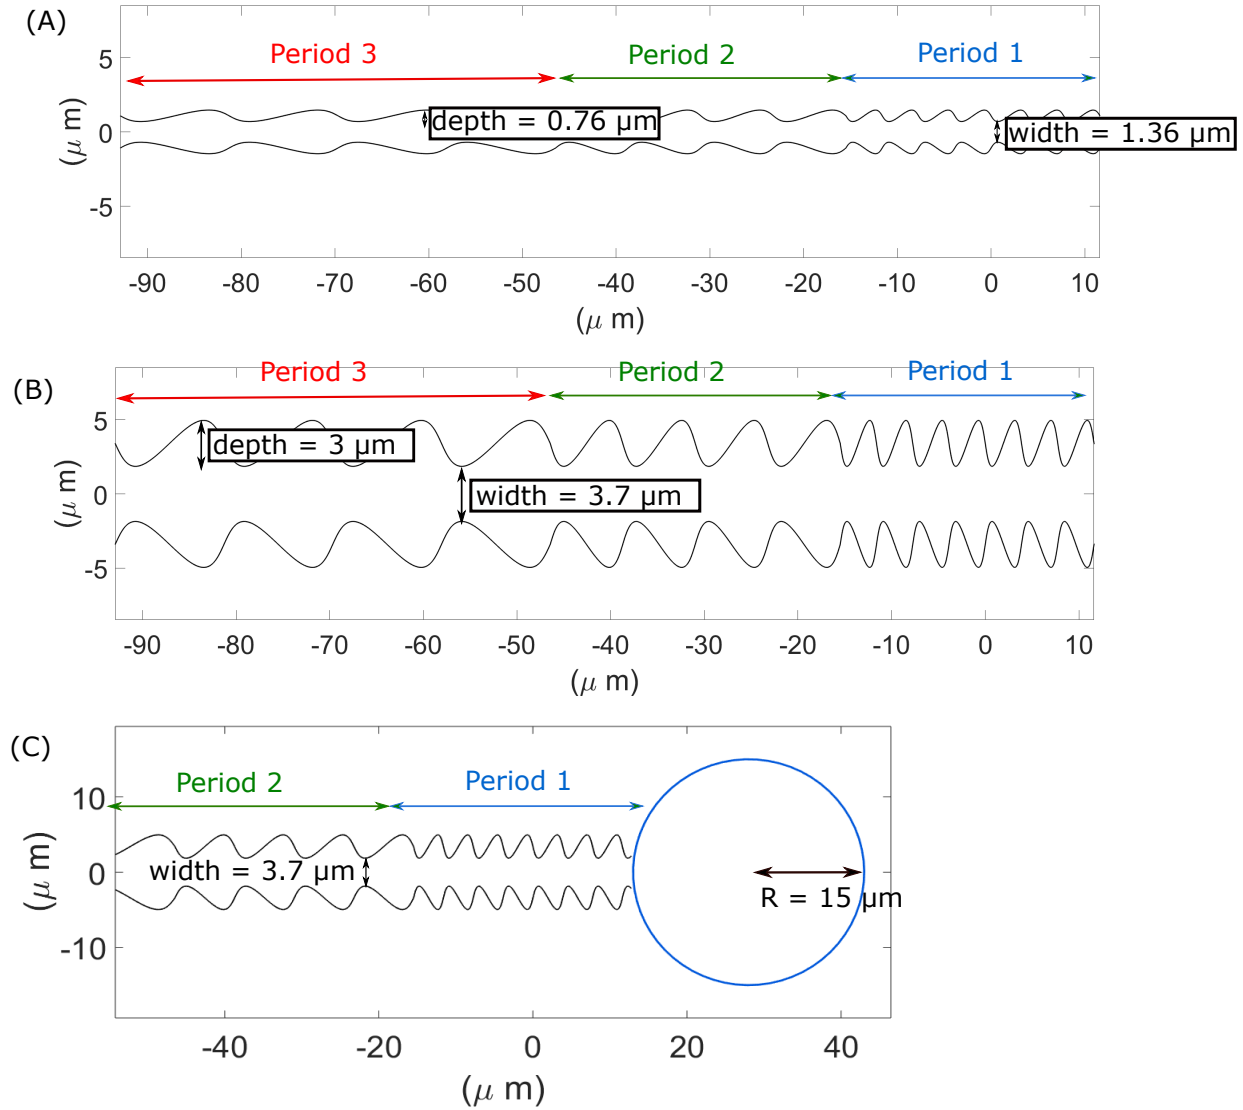 (A)
Period 3
Period 2
Period 1
5
0
-5
(μ m)
depth = 0.76 μm
width = 1.36 μm
-90 -80 -70 -60 -50 -40 -30 -20 -10 0 10
(μ m)
(B)
Period 3
Period 2
Period 1
5
0
-5
(μ m)
depth = 3 μm
width = 3.7 μm
-90 -80 -70 -60 -50 -40 -30 -20 -10 0 10
(μ m)
(C)
Period 2
Period 1
10
0
-10
(μ m)
width = 3.7 μm
R = 15 μm
-40 -20 0 20 40
(μ m)